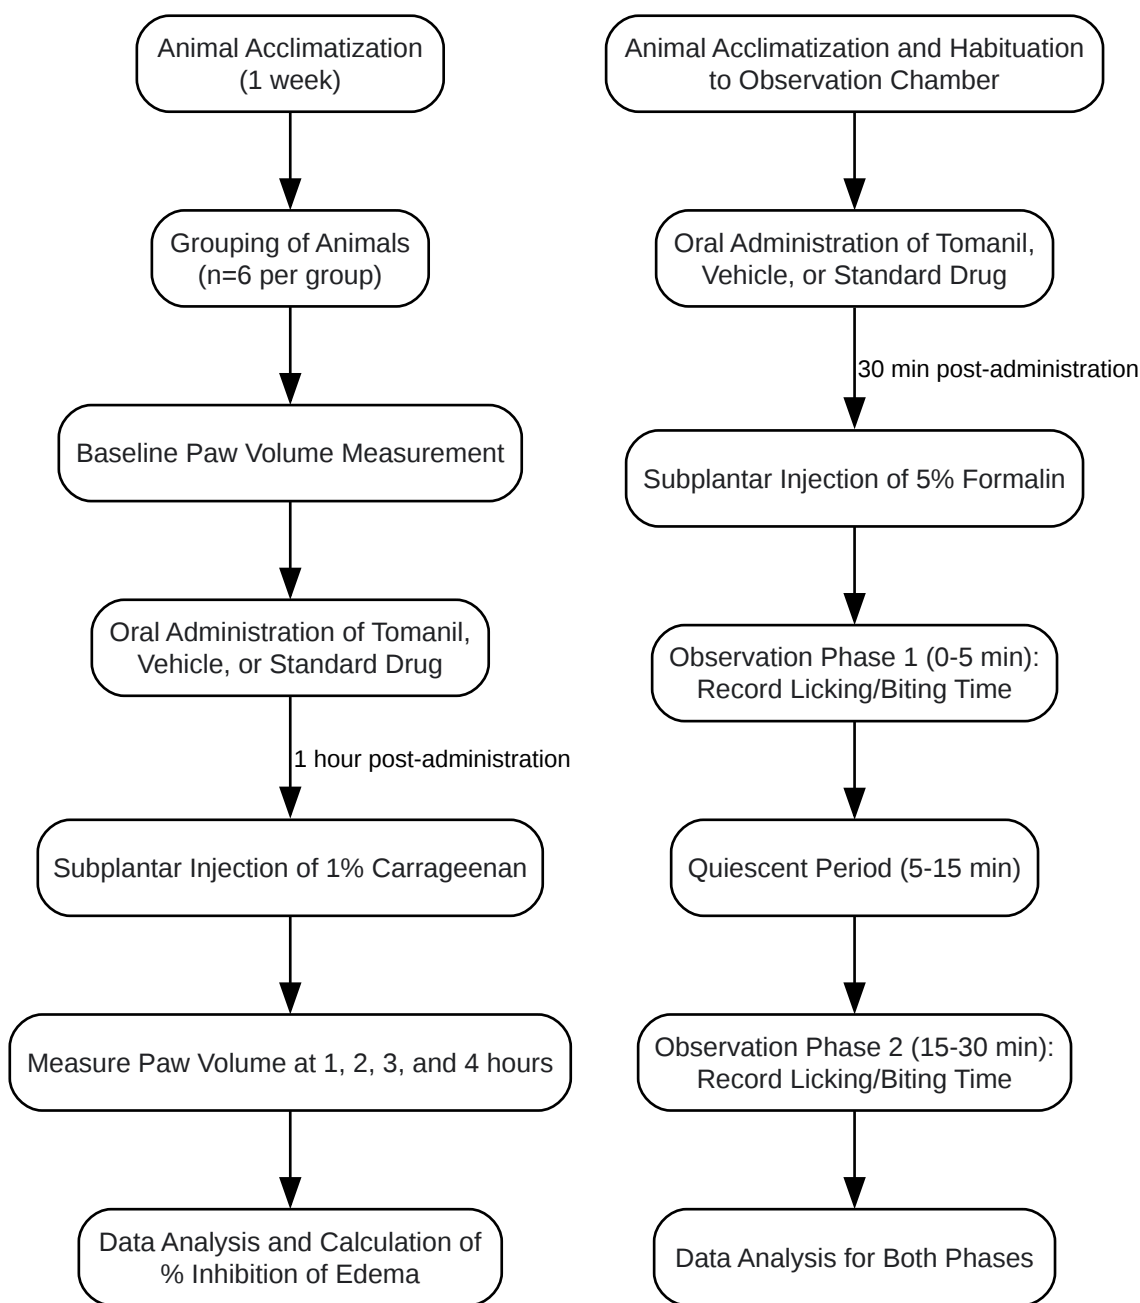 Animal Acclimatization
(1 week)
Grouping of Animals
(n=6 per group)
Baseline Paw Volume Measurement
Oral Administration of Tomanil,
Vehicle, or Standard Drug
1 hour post-administration
Subplantar Injection of 1% Carrageenan
Measure Paw Volume at 1, 2, 3, and 4 hours
Data Analysis and Calculation of
% Inhibition of Edema
Animal Acclimatization and Habituation
to Observation Chamber
Oral Administration of Tomanil,
Vehicle, or Standard Drug
30 min post-administration
Subplantar Injection of 5% Formalin
Observation Phase 1 (0-5 min):
Record Licking/Biting Time
Quiescent Period (5-15 min)
Observation Phase 2 (15-30 min):
Record Licking/Biting Time
Data Analysis for Both Phases